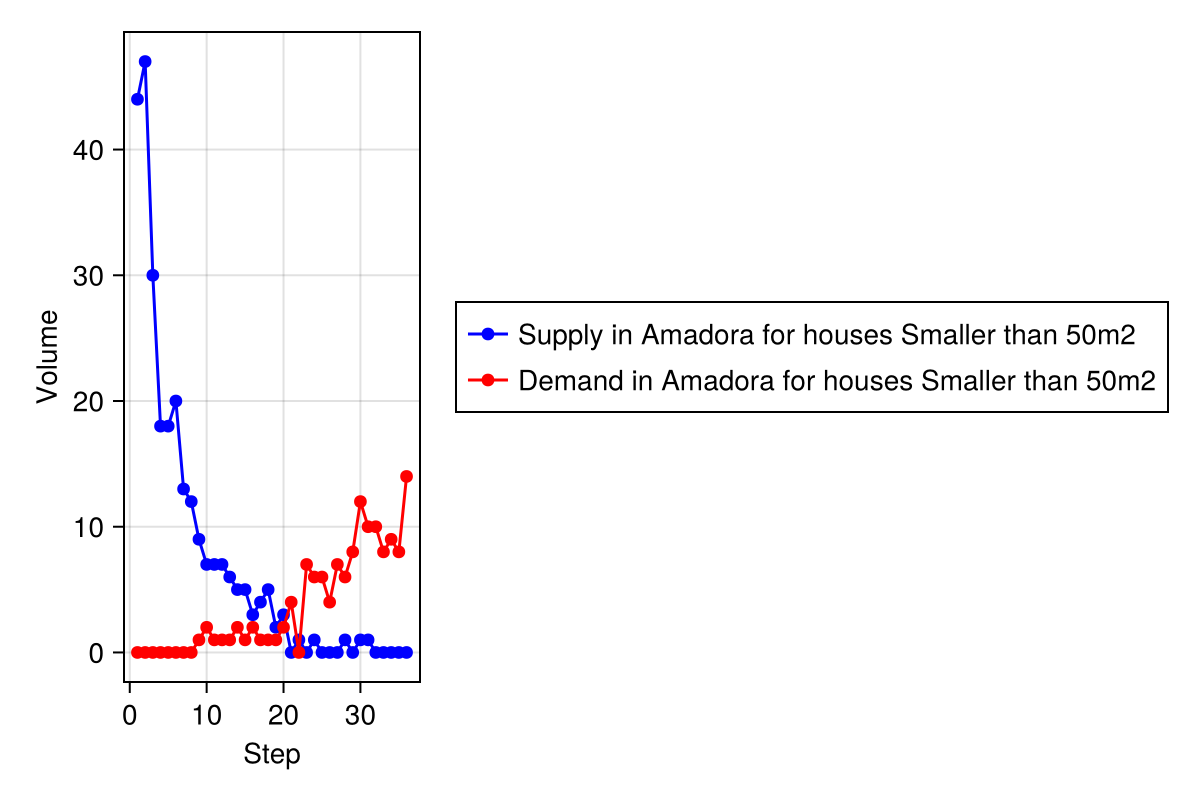 40
30
20
10
0
Volume
0 10 20 30
Step
Supply in Amadora for houses Smaller than 50m2
Demand in Amadora for houses Smaller than 50m2